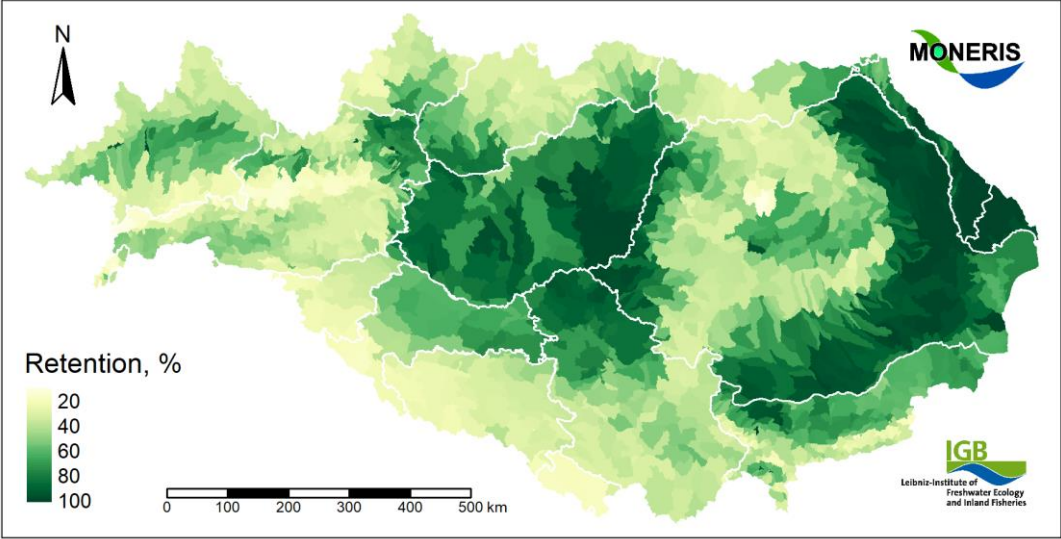 N
MONERIS
Retention, %
20
40
60
80
100
0 100 200 300 400 500 km
IGB
Leibniz-Institute of
Freshwater Ecology
and Inland Fisheries